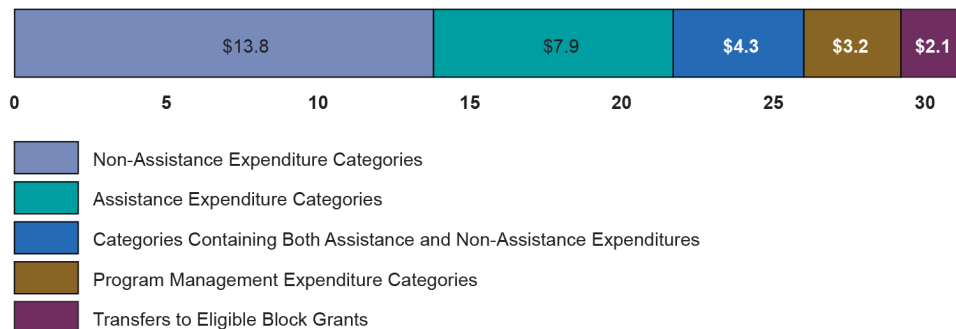 $13.8 $7.9 $4.3 $3.2 $2.1
0 5 10 15 20 25 30
Non-Assistance Expenditure Categories
Assistance Expenditure Categories
Categories Containing Both Assistance and Non-Assistance Expenditures
Program Management Expenditure Categories
Transfers to Eligible Block Grants